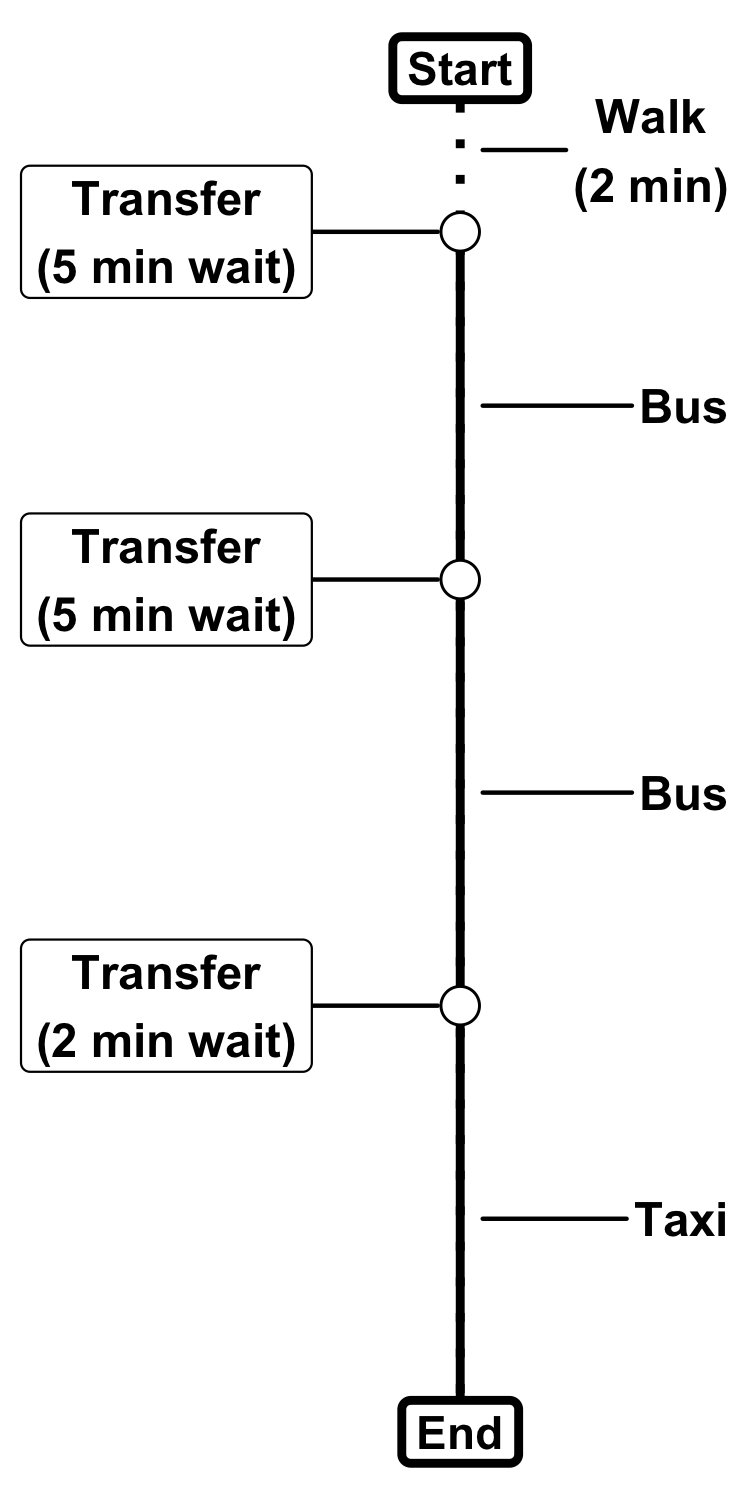 Start
Walk
(2 min)
Transfer
(5 min wait)
Bus
Transfer
(5 min wait)
Bus
Transfer
(2 min wait)
Taxi
End